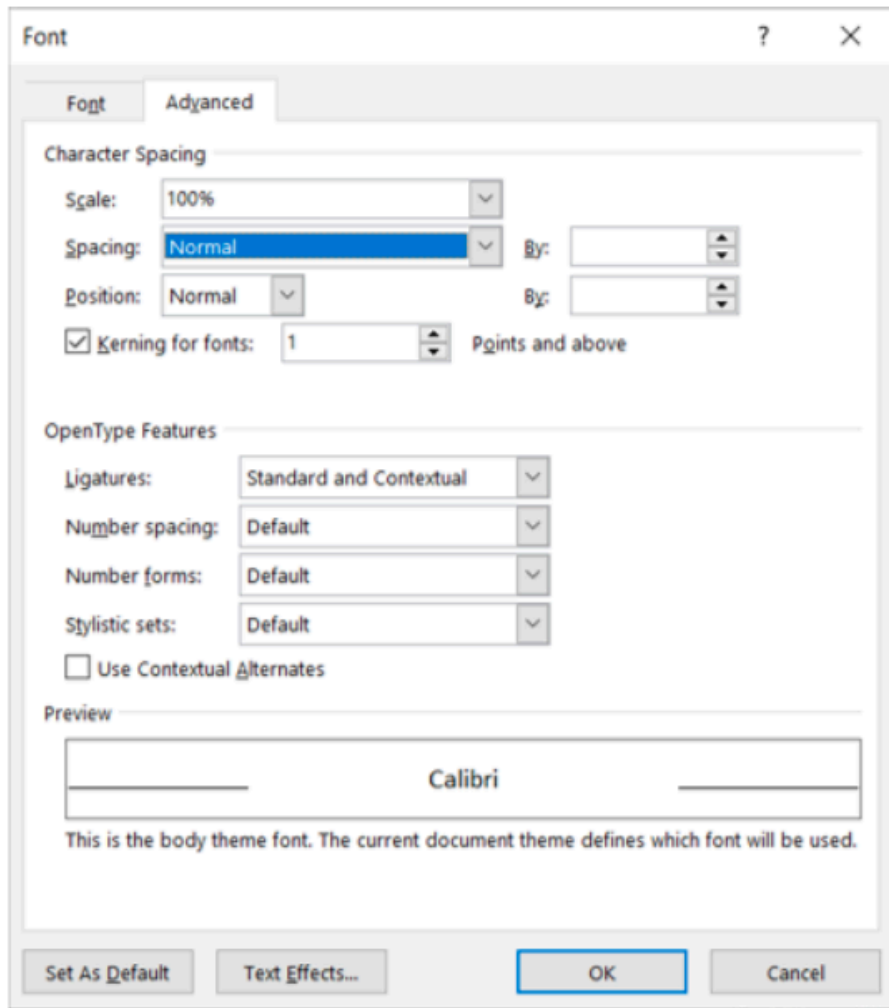 Font ?
Font Advanced
Character Spacing
Scale: 100%
Spacing: Normal By:
Position: Normal By:
Kerning for fonts: 1 Points and above
OpenType Features
Ligatures: Standard and Contextual
Number spacing: Default
Number forms: Default
Stylistic sets: Default
Use Contextual Alternates
Preview
Calibri
This is the body theme font. The current document theme defines which font will be used.
Set As Default Text Effects... OK Cancel